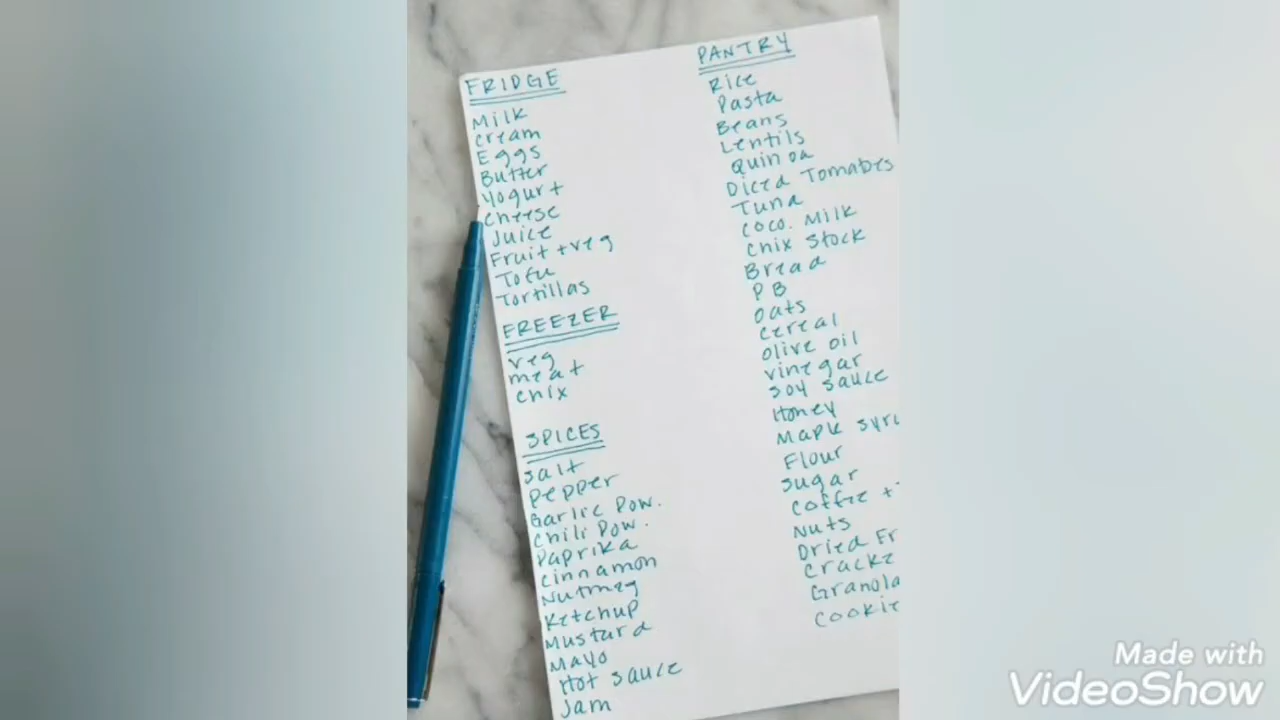 FRIDGE
Milk
Cream
Eggs
Butter
Yogurt
Cheese
Juice
Fruit + veg
Tofu
Tortillas
FREEZER
veg
meat
chix
SPICES
Salt
Pepper
Garlic Pow.
Chili Pow.
Paprika
Cinnamon
Nutmeg
Ketchup
Mustard
Mayo
Hot Sauce
Jam
PANTRY
Rice
Pasta
Beans
Lentils
Quinoa
Diced Tomatoes
Tuna
Coco. Milk
Chix Stock
Bread
PB
Oats
Cereal
Olive oil
Vinegar
Soy Sauce
Honey
Maple
Flour
Sugar
Coffee +
Nuts
Dried
Granola
Made with
VideoShow